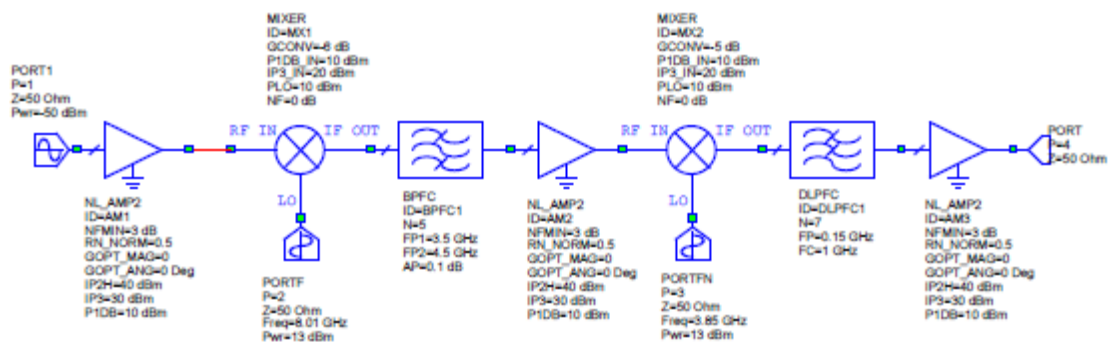 MIXER
ID=MX1
GCONV=-6 dB
P1DB_IN=10 dBm
IP3_IN=20 dBm
PLO=10 dBm
NF=0 dB
MIXER
ID=MX2
GCONV=-5 dB
P1DB_IN=10 dBm
IP3_IN=20 dBm
PLO=10 dBm
NF=0 dB
PORT1
P=1
Z=50 Ohm
Pwr=-50 dBm
RF IN
IF OUT
LO
RF IN
IF OUT
LO
PORT
P=4
Z=50 Ohm
NL_AMP2
ID=AM1
NFMIN=3 dB
RN_NORM=0.5
GOPT_MAG=0
GOPT_ANG=0 Deg
IP2H=40 dBm
IP3=30 dBm
P1DB=10 dBm
PORTF
P=2
Z=50 Ohm
Freq=8.01 GHz
Pwr=13 dBm
BPFC
ID=BPFC1
N=5
FP1=3.5 GHz
FP2=4.5 GHz
AP=0.1 dB
NL_AMP2
ID=AM2
NFMIN=3 dB
RN_NORM=0.5
GOPT_MAG=0
GOPT_ANG=0 Deg
IP2H=40 dBm
IP3=30 dBm
P1DB=10 dBm
PORTFN
P=3
Z=50 Ohm
Freq=3.85 GHz
Pwr=13 dBm
DLPFC
ID=DLPFC1
N=7
FP=0.15 GHz
FC=1 GHz
NL_AMP2
ID=AM3
NFMIN=3 dB
RN_NORM=0.5
GOPT_MAG=0
GOPT_ANG=0 Deg
IP2H=40 dBm
IP3=30 dBm
P1DB=10 dBm